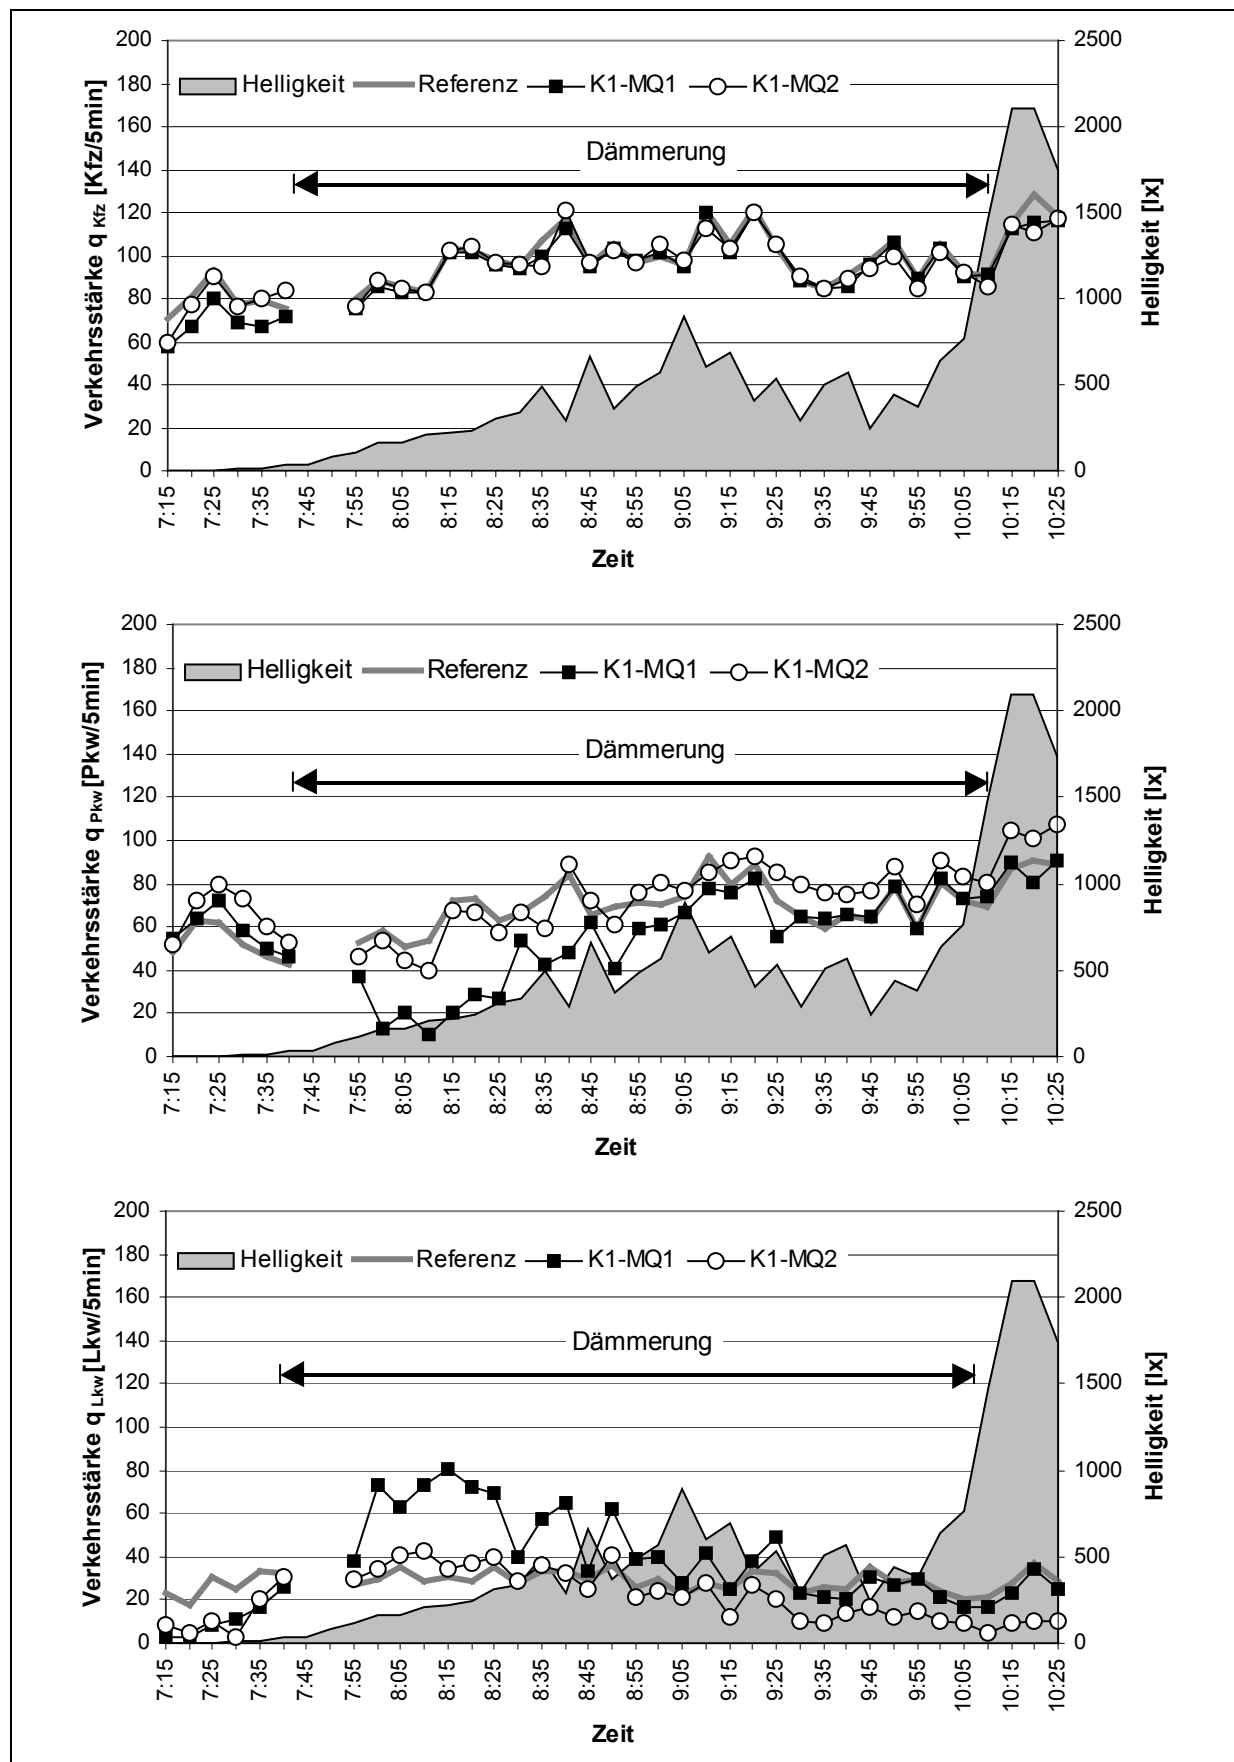 200
180
160
140
120
100
80
60
40
20
0
2500
2000
1500
1000
500
0
Verkehrsstärke q Kfz [Kfz/5min]
Helligkeit [lx]
Helligkeit Referenz K1-MQ1 K1-MQ2
Dämmerung
7:15 7:25 7:35 7:45 7:55 8:05 8:15 8:25 8:35 8:45 8:55 9:05 9:15 9:25 9:35 9:45 9:55 10:05 10:15 10:25
Zeit
200
180
160
140
120
100
80
60
40
20
0
2500
2000
1500
1000
500
0
Verkehrsstärke q Pkw [Pkw/5min]
Helligkeit [lx]
Helligkeit Referenz K1-MQ1 K1-MQ2
Dämmerung
7:15 7:25 7:35 7:45 7:55 8:05 8:15 8:25 8:35 8:45 8:55 9:05 9:15 9:25 9:35 9:45 9:55 10:05 10:15 10:25
Zeit
200
180
160
140
120
100
80
60
40
20
0
2500
2000
1500
1000
500
0
Verkehrsstärke q Lkw [Lkw/5min]
Helligkeit [lx]
Helligkeit Referenz K1-MQ1 K1-MQ2
Dämmerung
7:15 7:25 7:35 7:45 7:55 8:05 8:15 8:25 8:35 8:45 8:55 9:05 9:15 9:25 9:35 9:45 9:55 10:05 10:15 10:25
Zeit